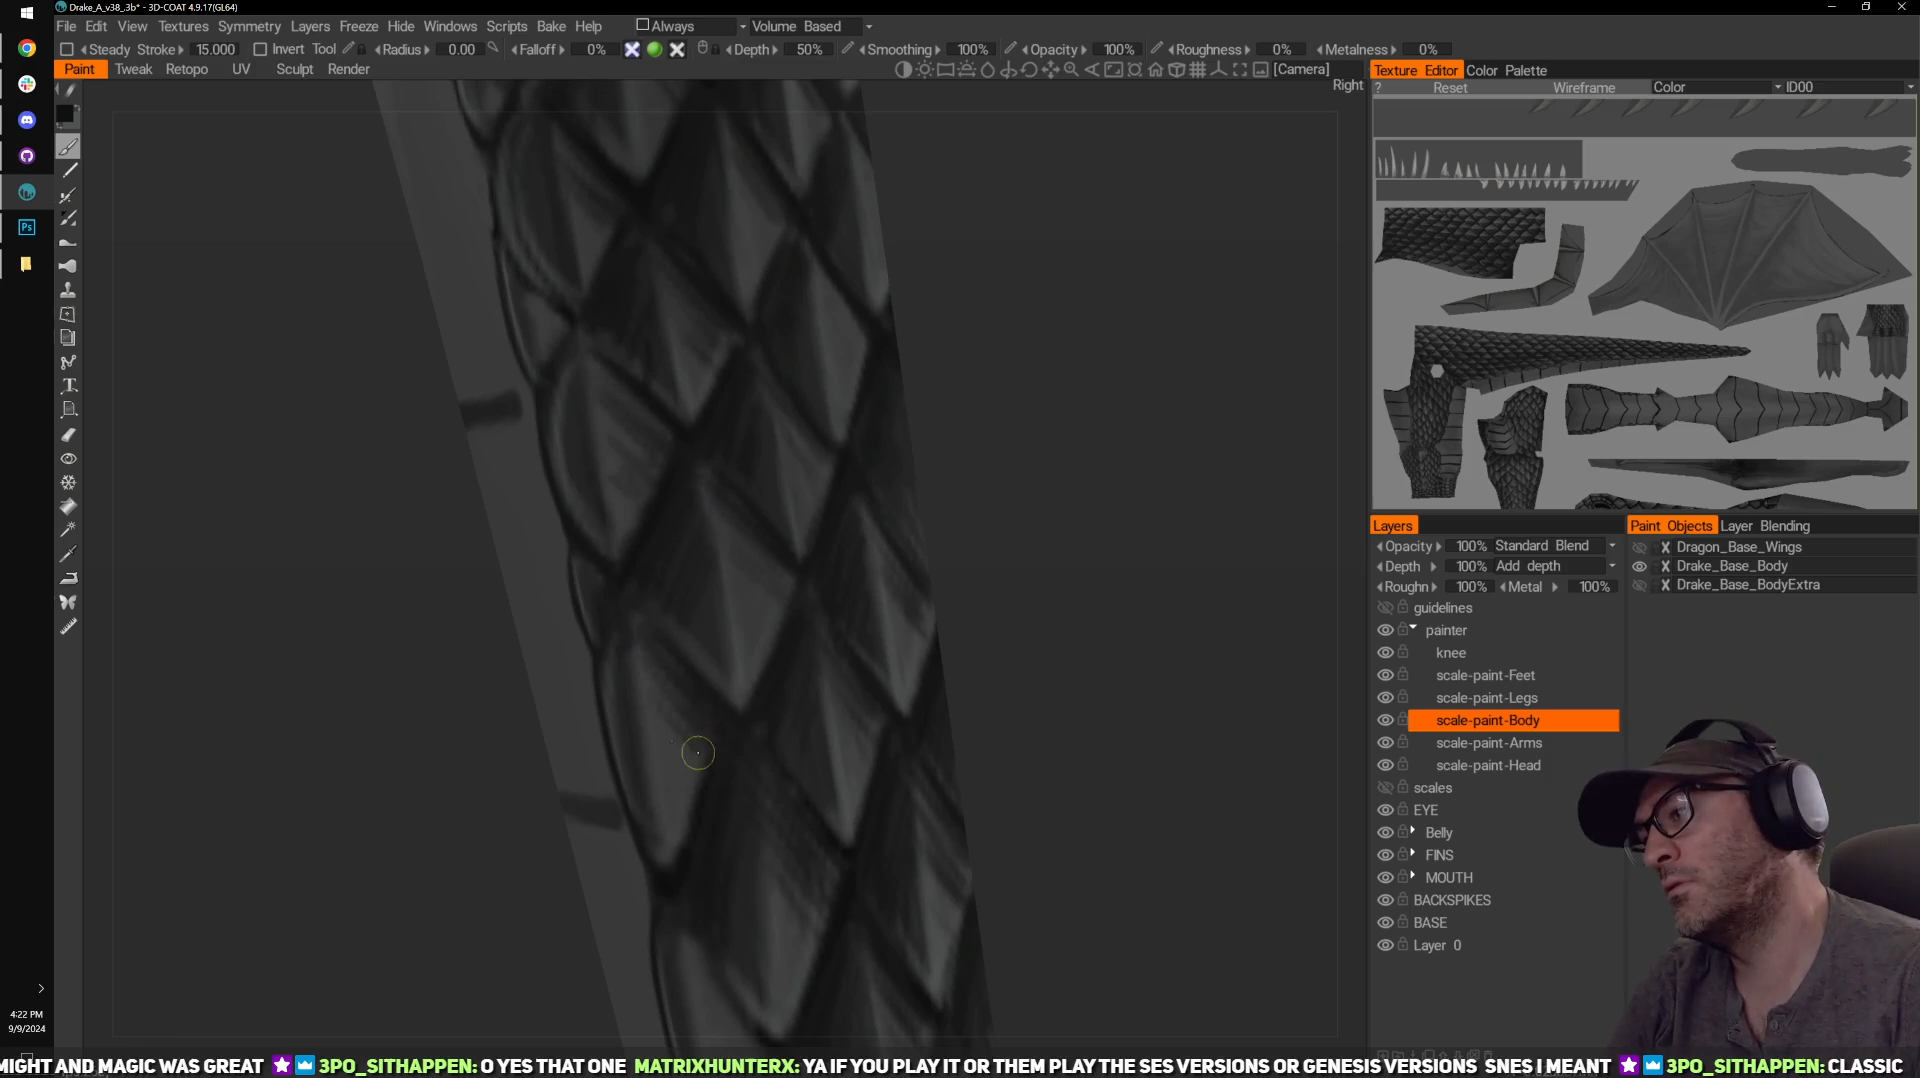 Drake_A_v38_.3b* - 3D-COAT 4.9.17(GL64)
File Edit View Textures Symmetry Layers Freeze Hide Windows Scripts Bake Help Always Volume Based
Steady Stroke 15.000 Invert Tool Radius 0.00 Falloff 0% Depth 50% Smoothing 100% Opacity 100% Roughness 0% Metalness 0%
Paint Tweak Retopo UV Sculpt Render [Camera]
Right
Texture Editor Color Palette
? Reset Wireframe Color ID00
Layers
Opacity 100% Standard Blend
Depth 100% Add depth
Roughn 100% Metal 100%
guidelines
painter
knee
scale-paint-Feet
scale-paint-Legs
scale-paint-Body
scale-paint-Arms
scale-paint-Head
scales
EYE
Belly
FINS
MOUTH
BACKSPIKES
BASE
Layer 0
Paint Objects Layer Blending
Dragon_Base_Wings
Drake_Base_Body
Drake_Base_BodyExtra
Ps
4:22 PM
9/9/2024
MIGHT AND MAGIC WAS GREAT 3PO_SITHAPPEN: O YES THAT ONE MATRIXHUNTERX: YA IF YOU PLAY IT OR THEM PLAY THE SES VERSIONS OR GENESIS VERSIONS SNES I MEANT 3PO_SITHAPPEN: CLASSIC